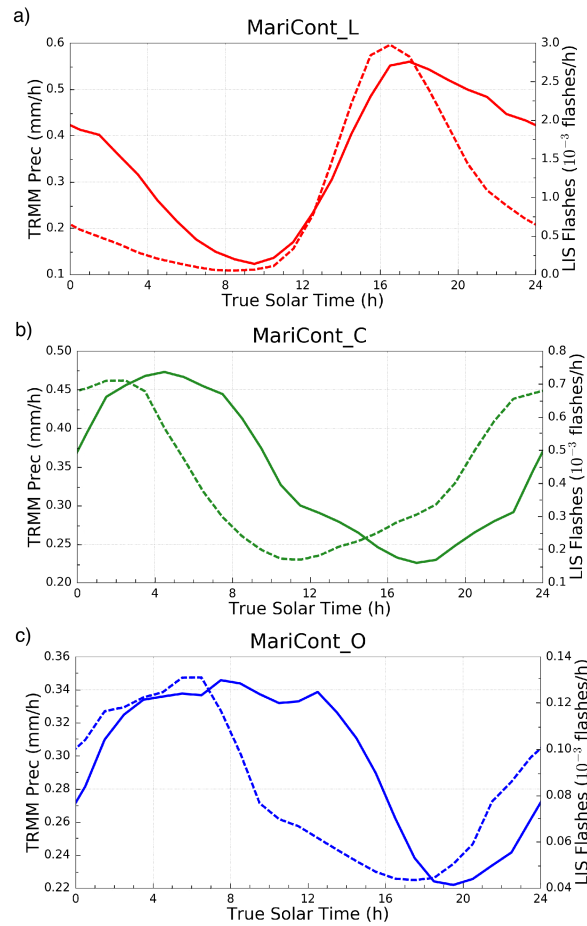 a)
MariCont_L
0.6
0.5
0.4
0.3
0.2
0.1
TRMM Prec (mm/h)
3.0
2.5
2.0
1.5
1.0
0.5
0.0
LIS Flashes (10⁻³ flashes/h)
0 4 8 12 16 20 24
True Solar Time (h)
b)
MariCont_C
0.50
0.45
0.40
0.35
0.30
0.25
0.20
TRMM Prec (mm/h)
0.8
0.7
0.6
0.5
0.4
0.3
0.2
0.1
LIS Flashes (10⁻³ flashes/h)
0 4 8 12 16 20 24
True Solar Time (h)
c)
MariCont_O
0.36
0.34
0.32
0.30
0.28
0.26
0.24
0.22
TRMM Prec (mm/h)
0.14
0.12
0.10
0.08
0.06
0.04
LIS Flashes (10⁻³ flashes/h)
0 4 8 12 16 20 24
True Solar Time (h)